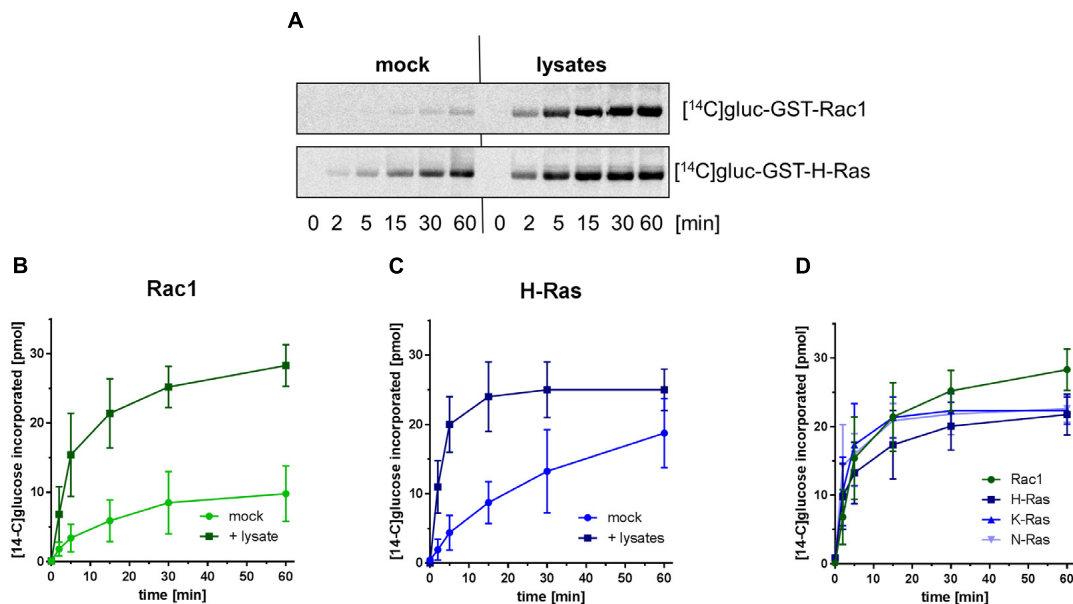 A
mock lysates
[¹⁴C]gluc-GST-Rac1
[¹⁴C]gluc-GST-H-Ras
0 2 5 15 30 60 0 2 5 15 30 60 [min]
B
Rac1
[14-C]glucose incorporated [pmol]
30
20
10
0
0 10 20 30 40 50 60
time [min]
mock
+ lysate
C
H-Ras
[14-C]glucose incorporated [pmol]
30
20
10
0
0 10 20 30 40 50 60
time [min]
mock
+ lysates
D
[14-C]glucose incorporated [pmol]
30
20
10
0
0 10 20 30 40 50 60
time [min]
Rac1
H-Ras
K-Ras
N-Ras